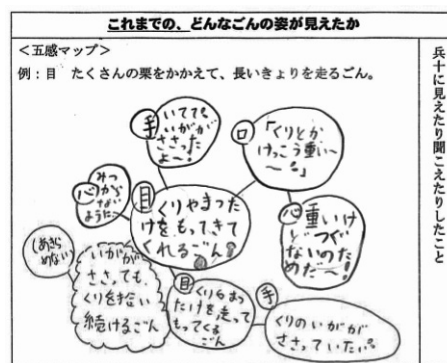 これまでの、どんなごんの姿が見えたか
<五感マップ>
例：目　たくさんの栗をかかえて、長いきょりを走るごん。
兵十に見えたり聞こえたりしたこと
手
いてて。
いがが
ささった
よ〜!
口
「くりとか
けっこう重い〜
〜。」
心
みつ
から
ない
ように〜
目
くりやまつた
けをもってきて
くれるごん
心
重いけ
どつぐ
ないのた
めだ〜!
あきら
めない
いがが
ささっても、
くりを拾い
続けるごん
目
くりやまつ
たけを走って
もってくる
ごん
手
くりのいがが
ささっていたい。